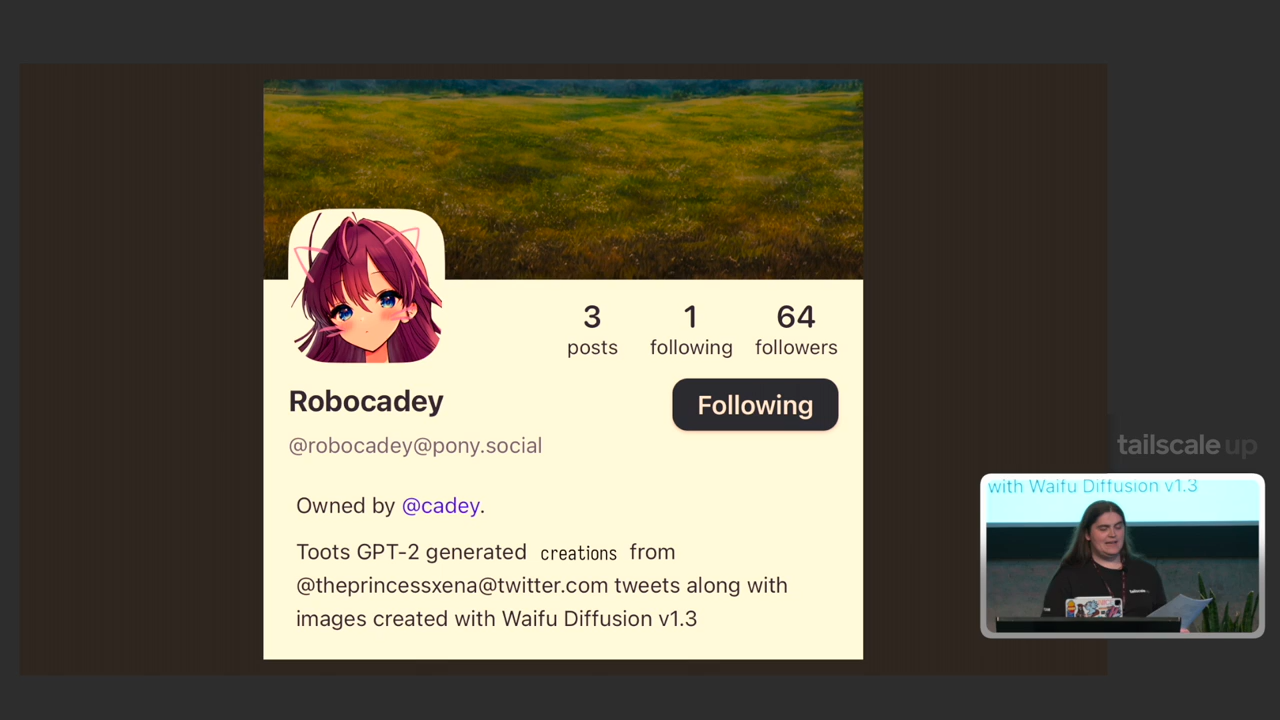 3
1
64
posts
following
followers
Robocadey
Following
@robocadey@pony.social
Owned by @cadey.
Toots GPT-2 generated creations from
@theprincessxena@twitter.com tweets along with
images created with Waifu Diffusion v1.3
tailscale up
with Waifu Diffusion v1.3
tailscale